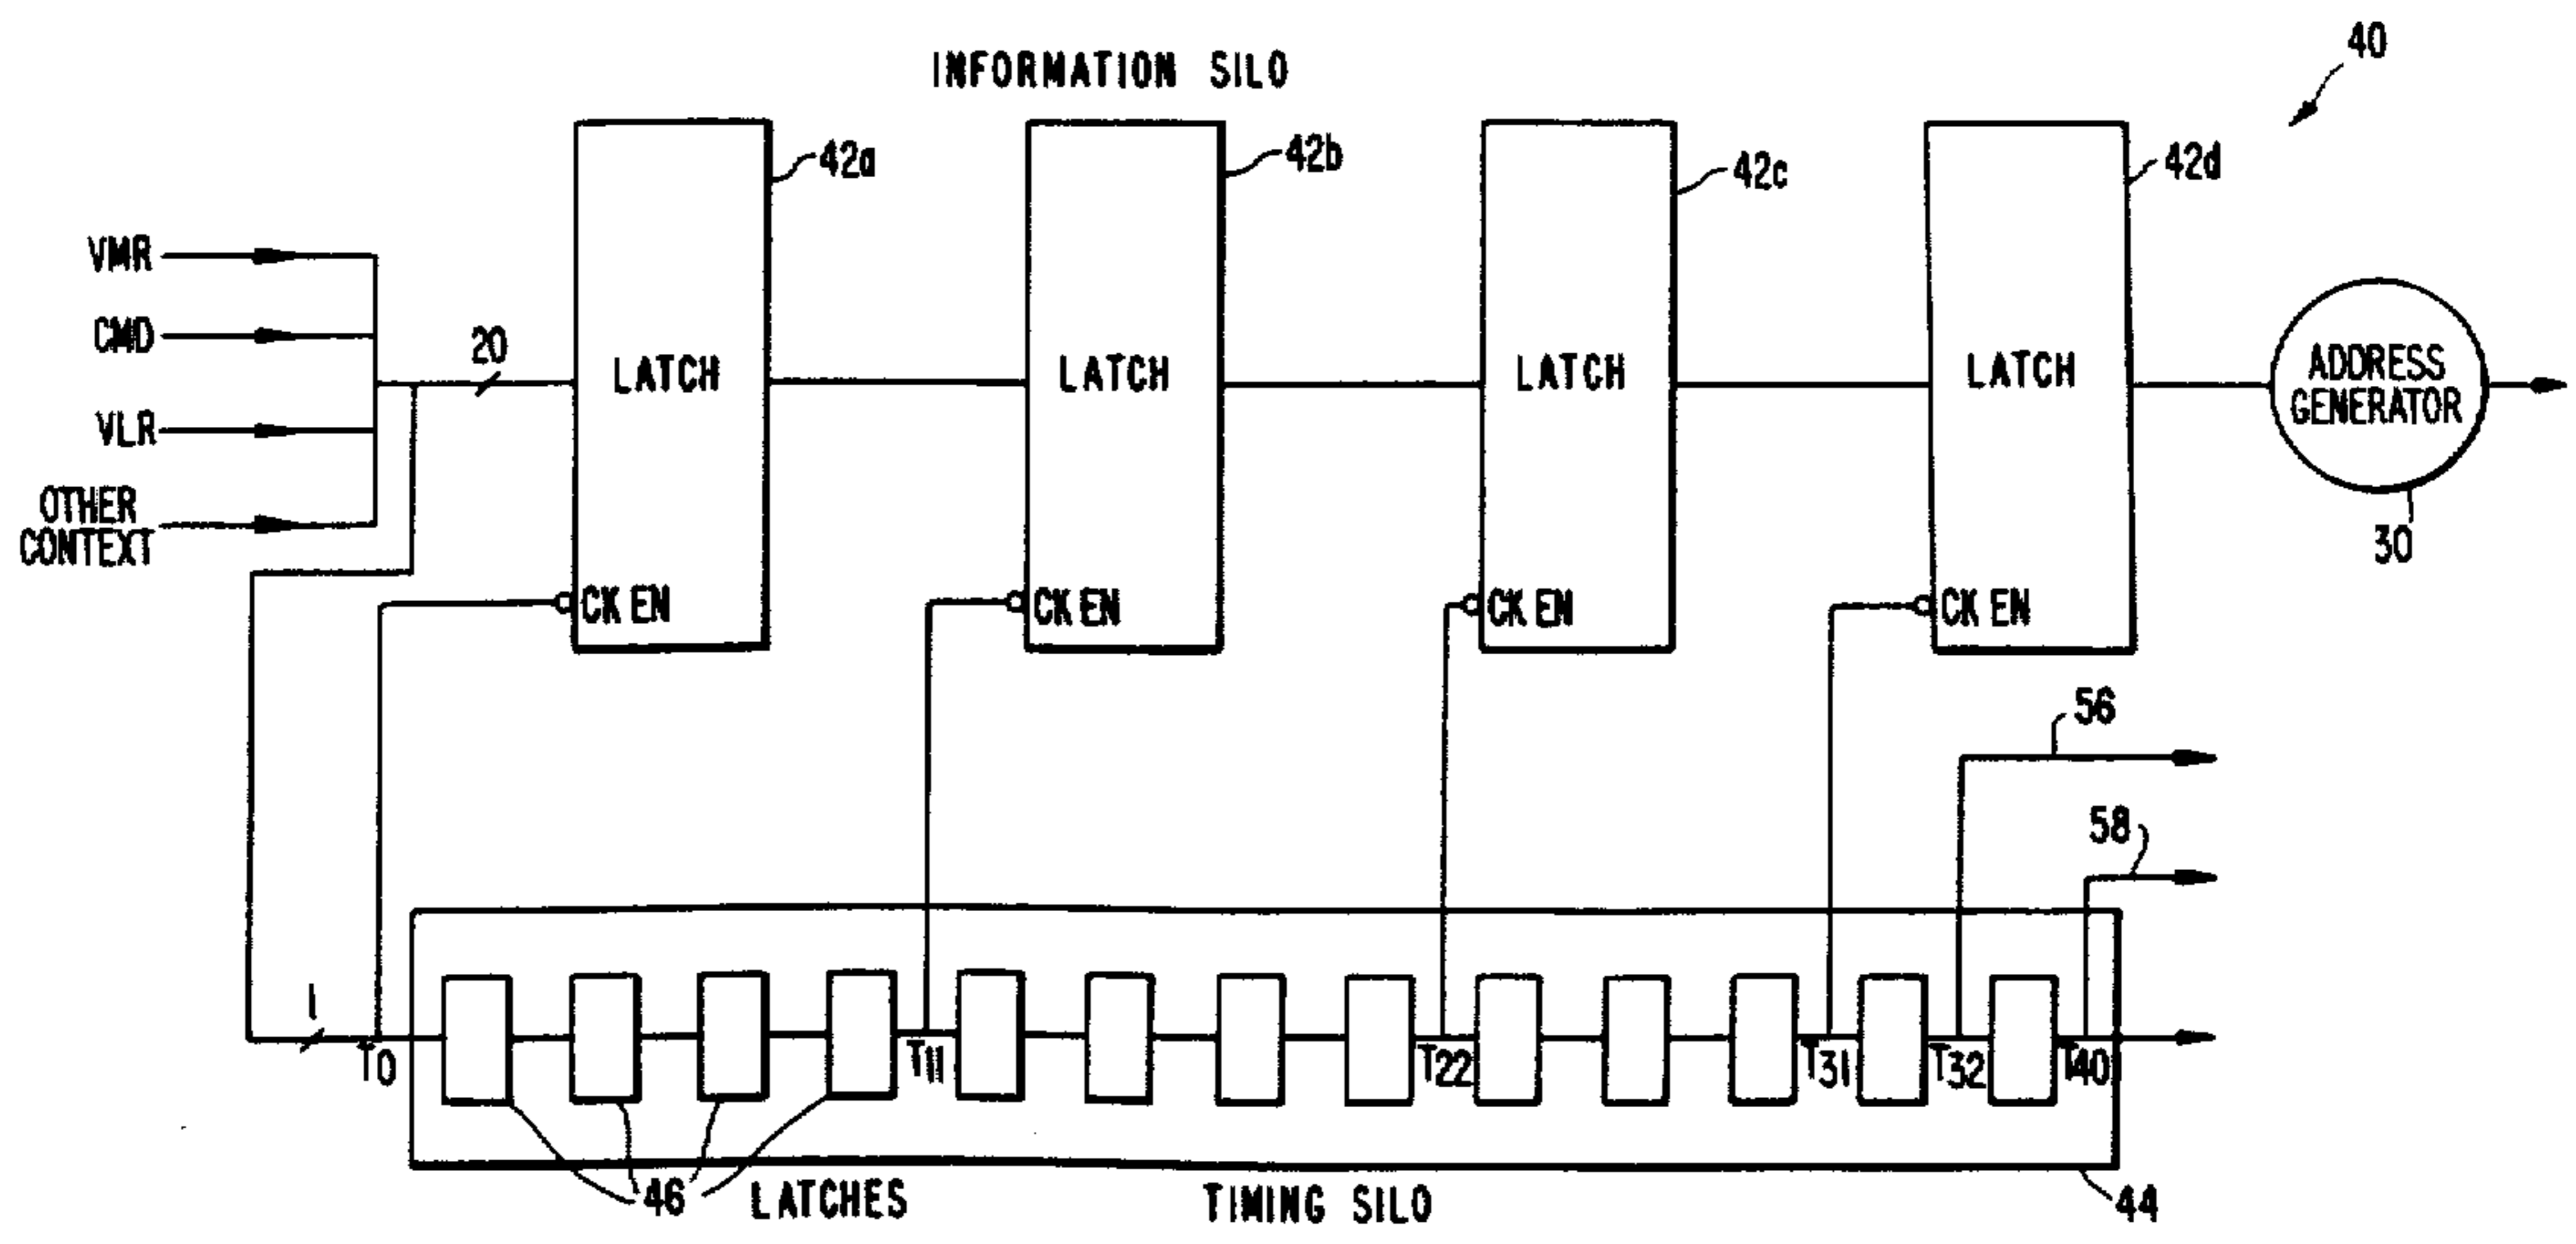 40
INFORMATION SILO
42a
42b
42c
42d
VMR
CMD
VLR
OTHER
CONTEXT
20
LATCH
LATCH
LATCH
LATCH
ADDRESS
GENERATOR
30
CK EN
CK EN
CK EN
CK EN
56
58
1
T0
T11
T22
T31
T32
T40
46
LATCHES
TIMING SILO
44